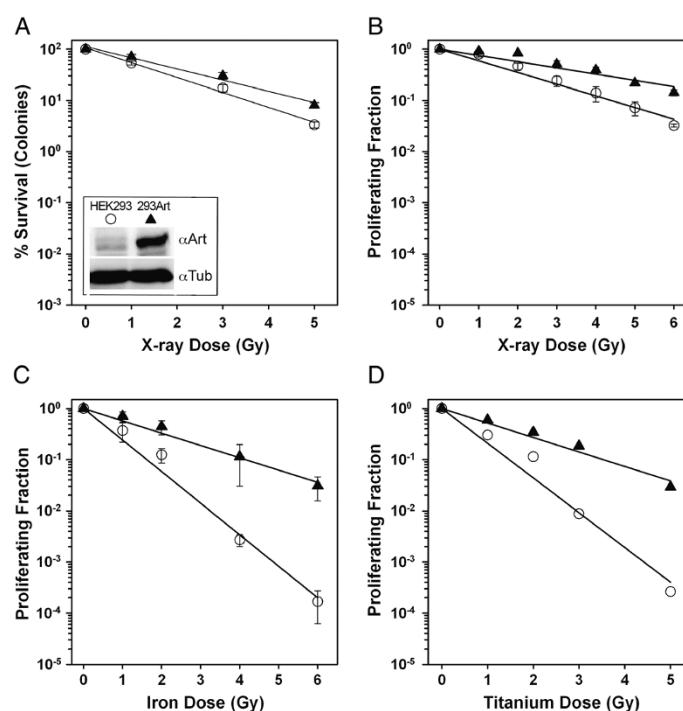 A
10^2
10^1
10^0
10^-1
10^-2
10^-3
% Survival (Colonies)
HEK293 293Art
αArt
αTub
0 1 2 3 4 5
X-ray Dose (Gy)
B
10^0
10^-1
10^-2
10^-3
10^-4
10^-5
Proliferating Fraction
0 1 2 3 4 5 6
X-ray Dose (Gy)
C
10^0
10^-1
10^-2
10^-3
10^-4
10^-5
Proliferating Fraction
0 1 2 3 4 5 6
Iron Dose (Gy)
D
10^0
10^-1
10^-2
10^-3
10^-4
10^-5
Proliferating Fraction
0 1 2 3 4 5
Titanium Dose (Gy)